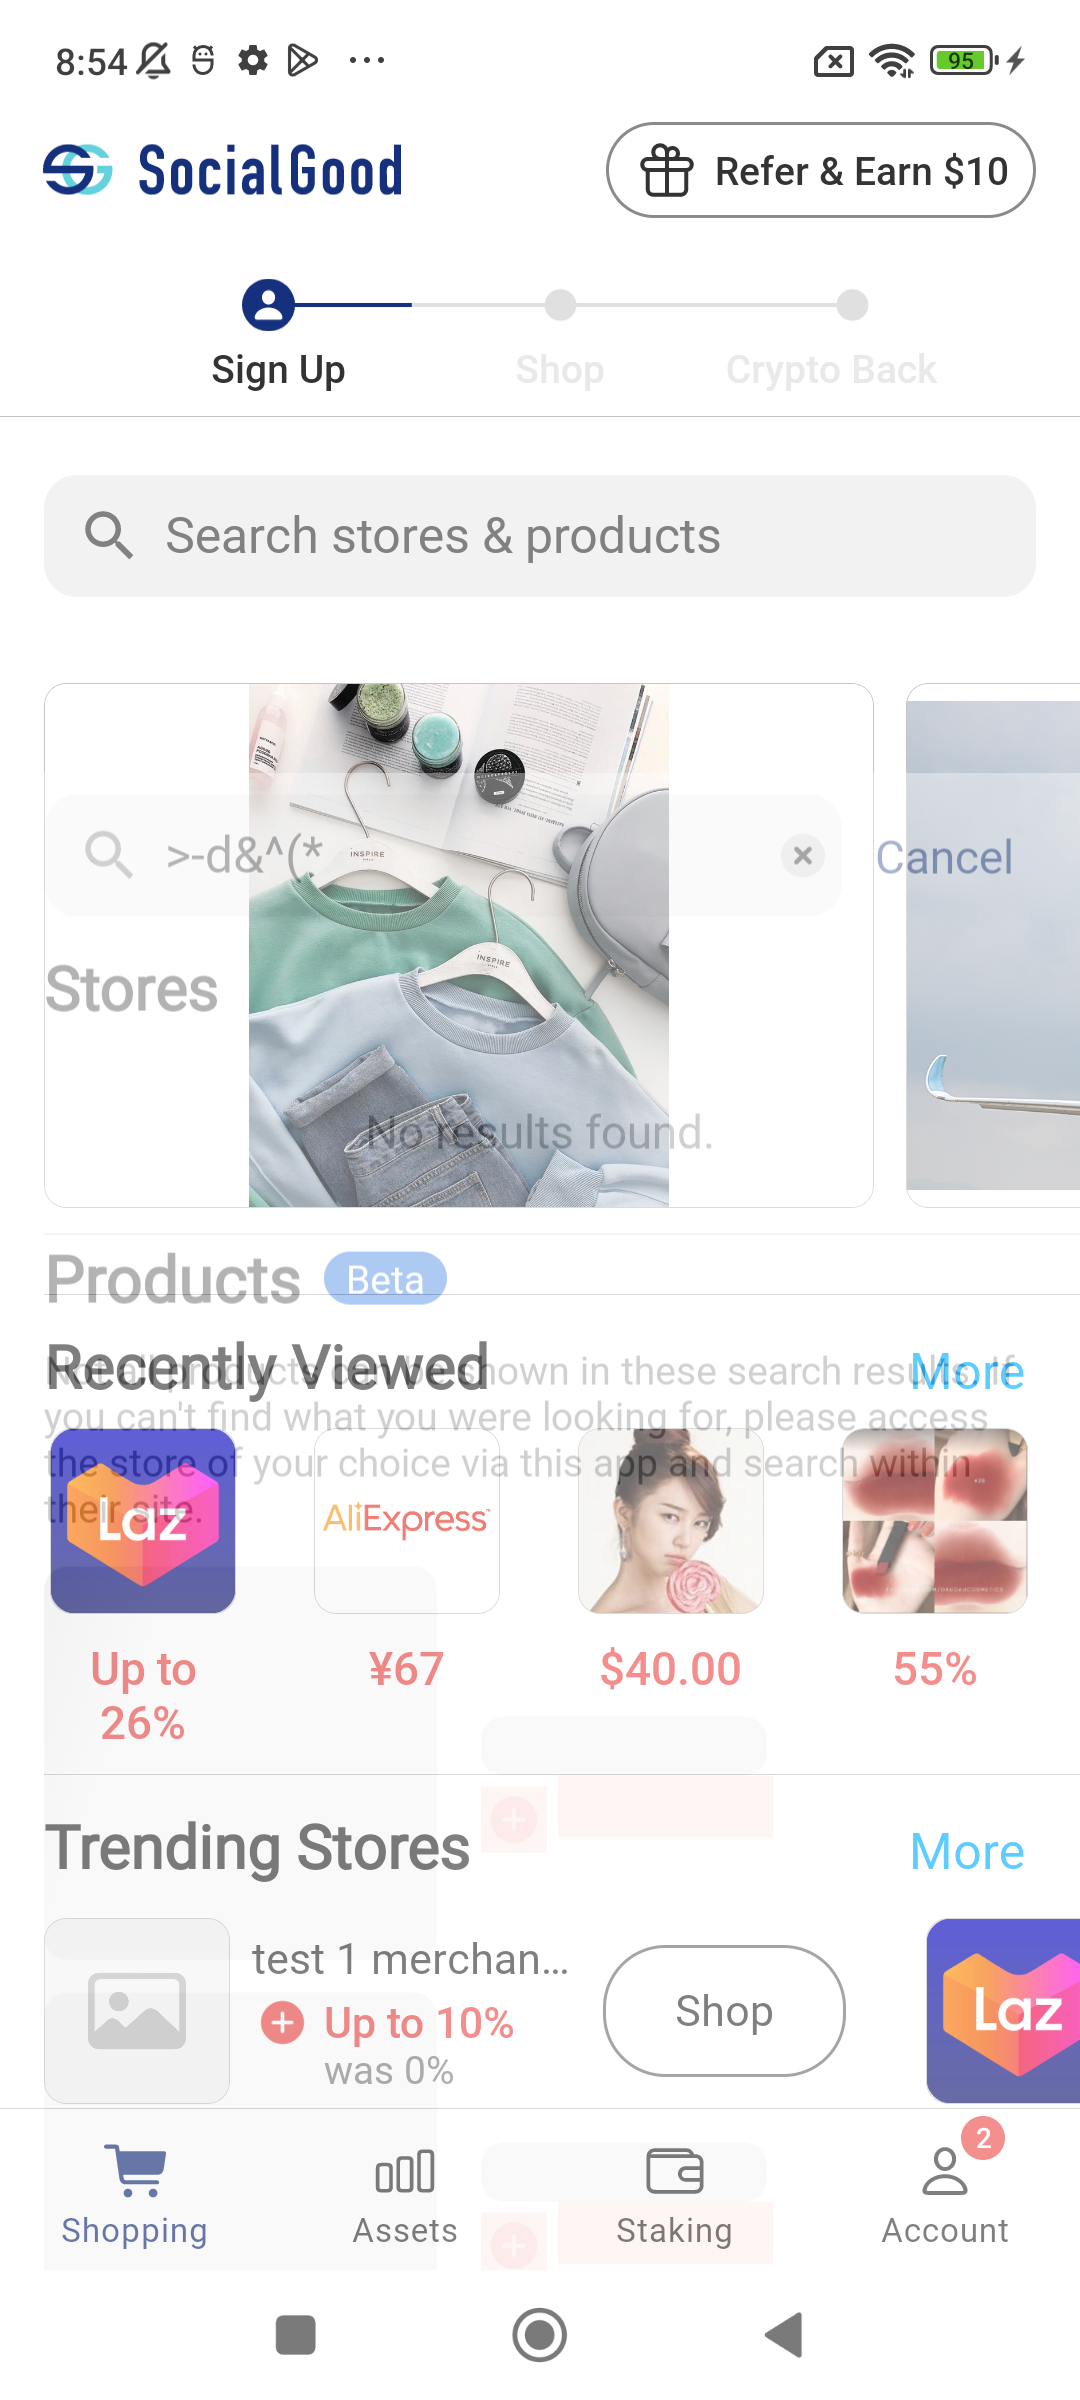 8:54
95
SocialGood
Refer & Earn $10
Sign Up
Shop
Crypto Back
Search stores & products
>-d&^(*
Cancel
INSPIRE
INSPIRE
Stores
No results found.
Products
Beta
Recently Viewed
More
Not all products can be shown in these search results. If
you can't find what you were looking for, please access
the store of your choice via this app and search within
their site.
Laz
AliExpress
Up to
26%
¥67
$40.00
55%
Trending Stores
More
test 1 merchan...
Up to 10%
was 0%
Shop
Laz
2
Shopping
Assets
Staking
Account